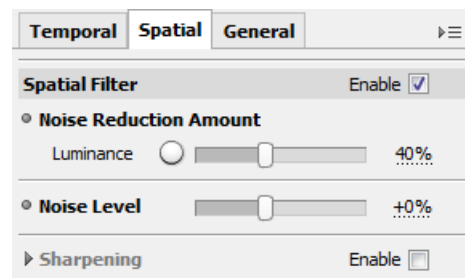 Temporal Spatial General
Spatial Filter Enable
Noise Reduction Amount
Luminance 40%
Noise Level +0%
Sharpening Enable